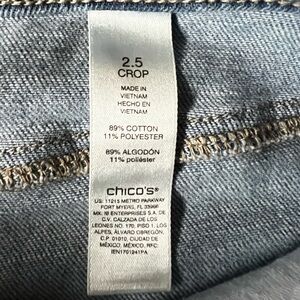 2.5
CROP
MADE IN
VIETNAM
HECHO EN
VIETNAM
89% COTTON
11% POLYESTER
89% ALGODÓN
11% poliéster
chico's®
US: 11215 METRO PARKWAY
FORT MYERS, FL 33966
MX: IB ENTERPRISES S.A. DE
C.V. CALZADA DE LOS
LEONES NO. 170, PISO 1, LOS
ALPES, ÁLVARO OBREGÓN,
C.P. 01010, CIUDAD DE
MÉXICO, MÉXICO, RFC:
IEN1701241PA